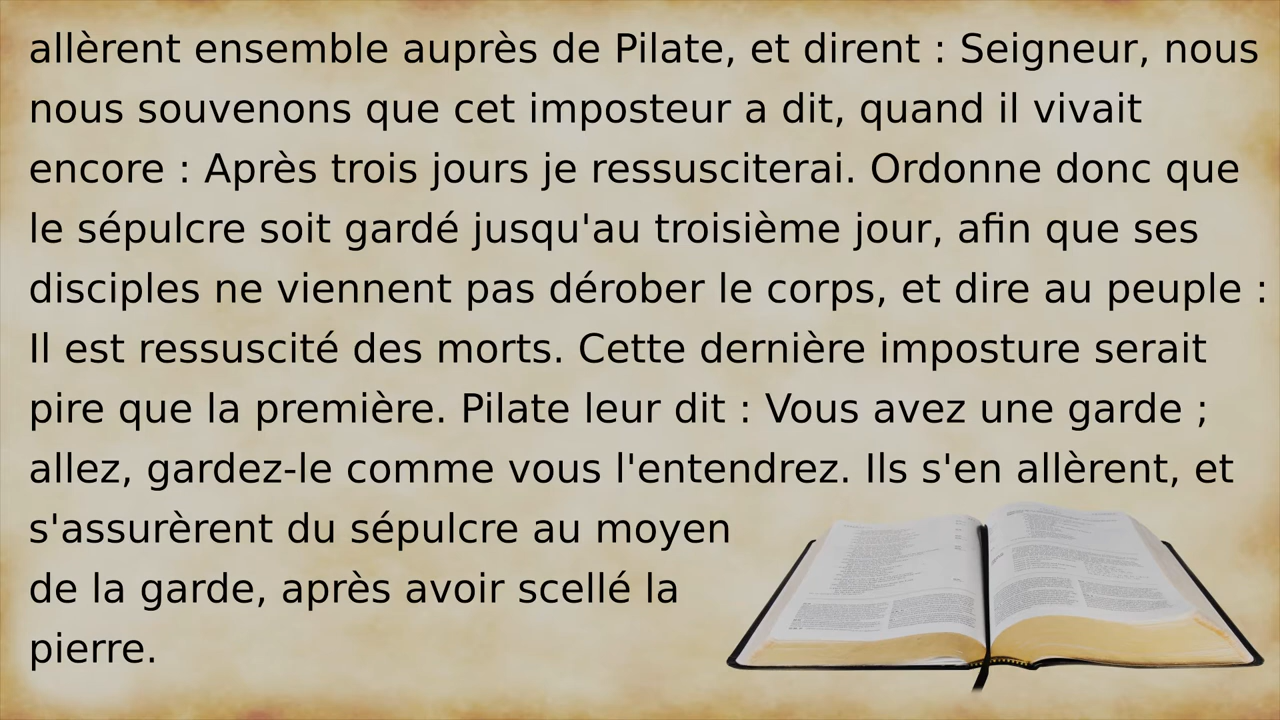 allèrent ensemble auprès de Pilate, et dirent : Seigneur, nous
nous souvenons que cet imposteur a dit, quand il vivait
encore : Après trois jours je ressusciterai. Ordonne donc que
le sépulcre soit gardé jusqu'au troisième jour, afin que ses
disciples ne viennent pas dérober le corps, et dire au peuple :
Il est ressuscité des morts. Cette dernière imposture serait
pire que la première. Pilate leur dit : Vous avez une garde ;
allez, gardez-le comme vous l'entendrez. Ils s'en allèrent, et
s'assurèrent du sépulcre au moyen
de la garde, après avoir scellé la
pierre.